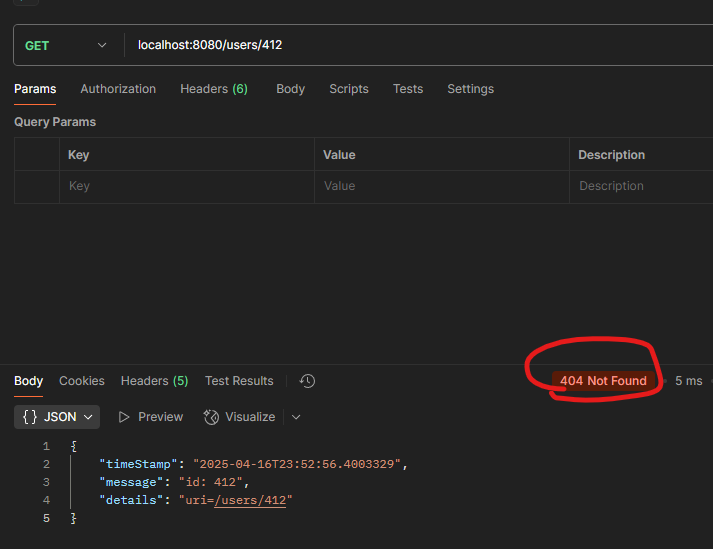 GET localhost:8080/users/412
Params Authorization Headers (6) Body Scripts Tests Settings
Query Params
Key Value Description
Key Value Description
Body Cookies Headers (5) Test Results 404 Not Found • 5 ms •
{ } JSON Preview Visualize
1 {
2 "timeStamp": "2025-04-16T23:52:56.4003329",
3 "message": "id: 412",
4 "details": "uri=/users/412"
5 }